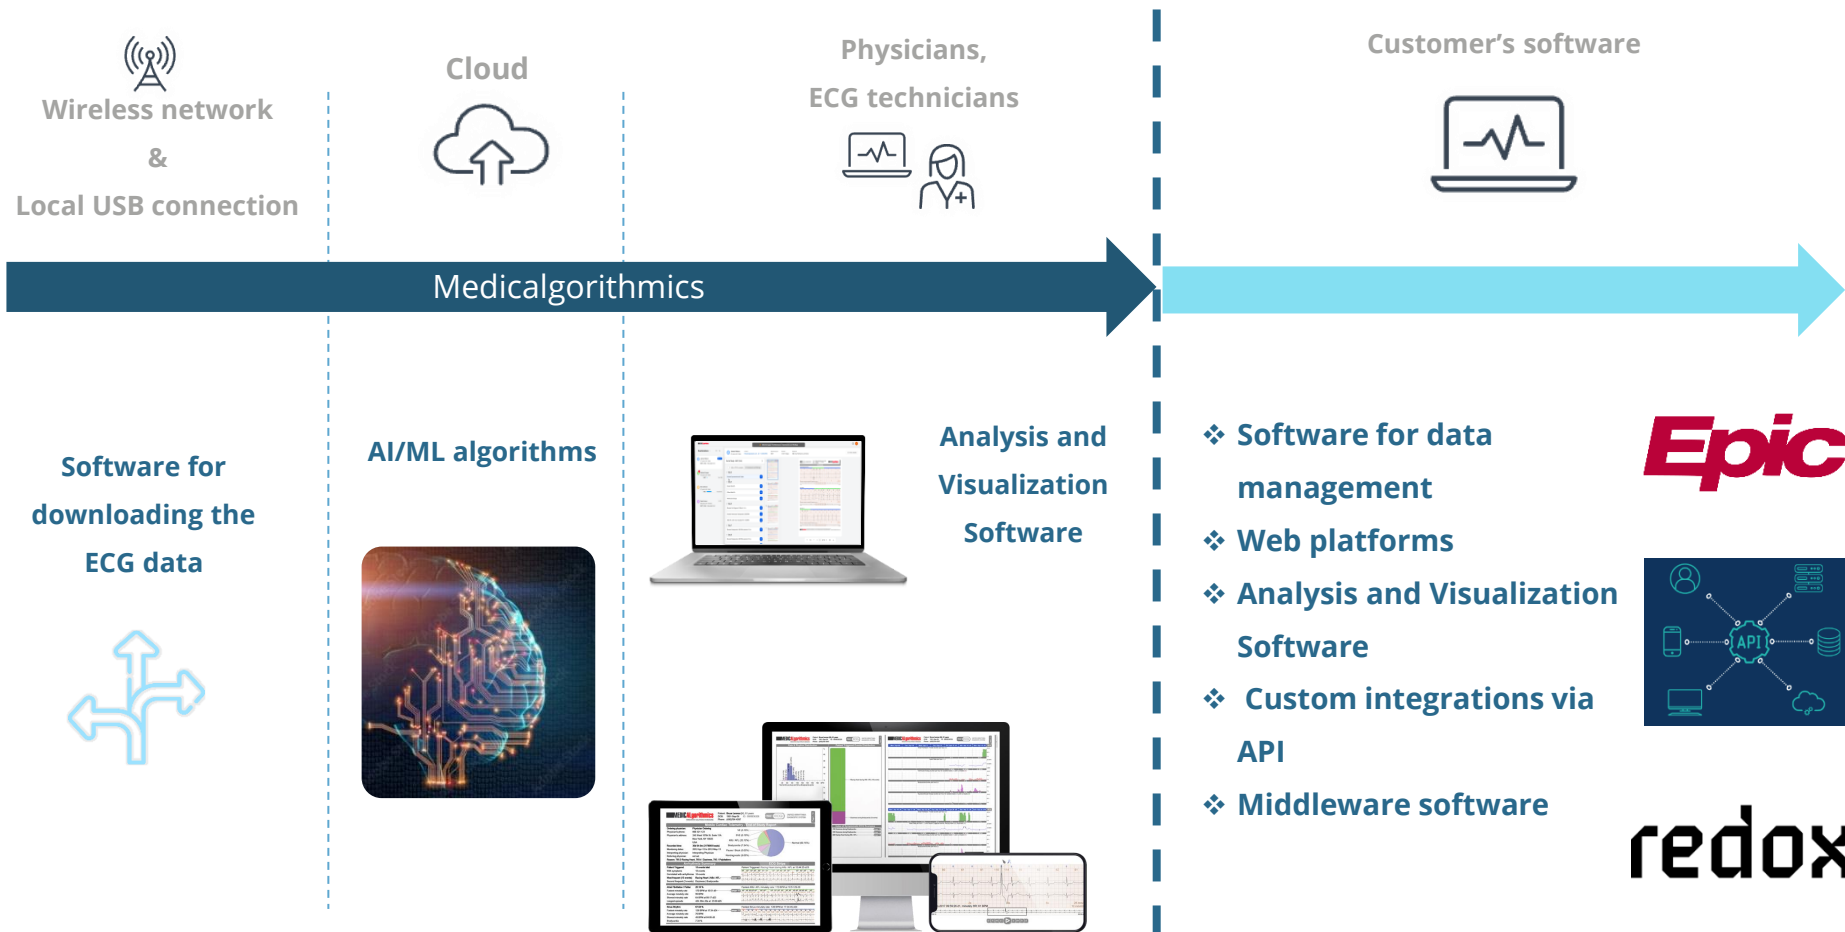 Wireless network
&
Local USB connection
Cloud
Physicians,
ECG technicians
Customer's software
Medicalgorithmics
Software for
downloading the
ECG data
AI/ML algorithms
Analysis and
Visualization
Software
❖ Software for data
management
❖ Web platforms
❖ Analysis and Visualization
Software
❖ Custom integrations via
API
❖ Middleware software
Epic
API
redox
MEDICAlgorithmics
MEDICAlgorithmics